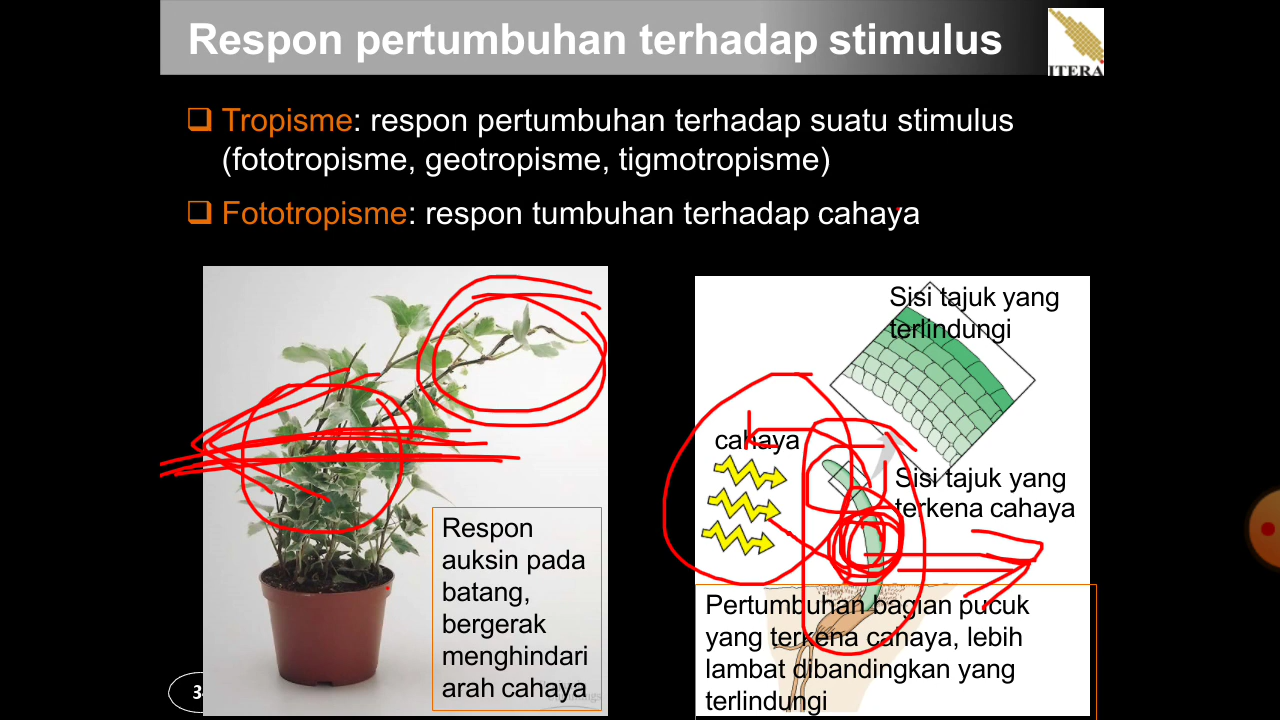 Respon pertumbuhan terhadap stimulus
ITERA
Tropisme: respon pertumbuhan terhadap suatu stimulus
(fototropisme, geotropisme, tigmotropisme)
Fototropisme: respon tumbuhan terhadap cahaya
Respon
auksin pada
batang,
bergerak
menghindari
arah cahaya
Sisi tajuk yang
terlindungi
cahaya
Sisi tajuk yang
terkena cahaya
Pertumbuhan bagian pucuk
yang terkena cahaya, lebih
lambat dibandingkan yang
terlindungi